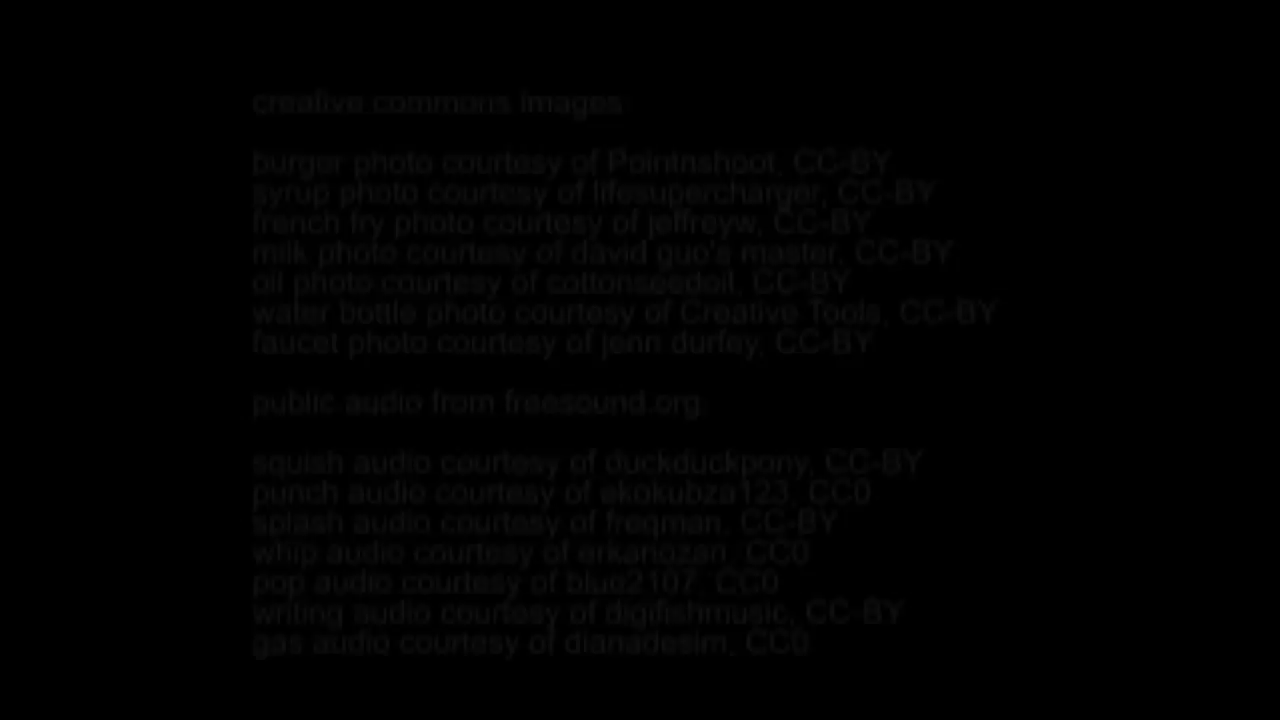 creative commons images
burger photo courtesy of Pointnshoot, CC-BY
syrup photo courtesy of lifesupercharger, CC-BY
french fry photo courtesy of jeffreyw, CC-BY
milk photo courtesy of david guo's master, CC-BY
oil photo courtesy of cottonseedoil, CC-BY
water bottle photo courtesy of Creative Tools, CC-BY
faucet photo courtesy of jenn durfey, CC-BY
public audio from freesound.org
squish audio courtesy of duckduckpony, CC-BY
punch audio courtesy of ekokubza123, CC0
splash audio courtesy of freqman, CC-BY
whip audio courtesy of erkanozan, CC0
pop audio courtesy of blue2107, CC0
writing audio courtesy of digifishmusic, CC-BY
gas audio courtesy of dianadesim, CC0